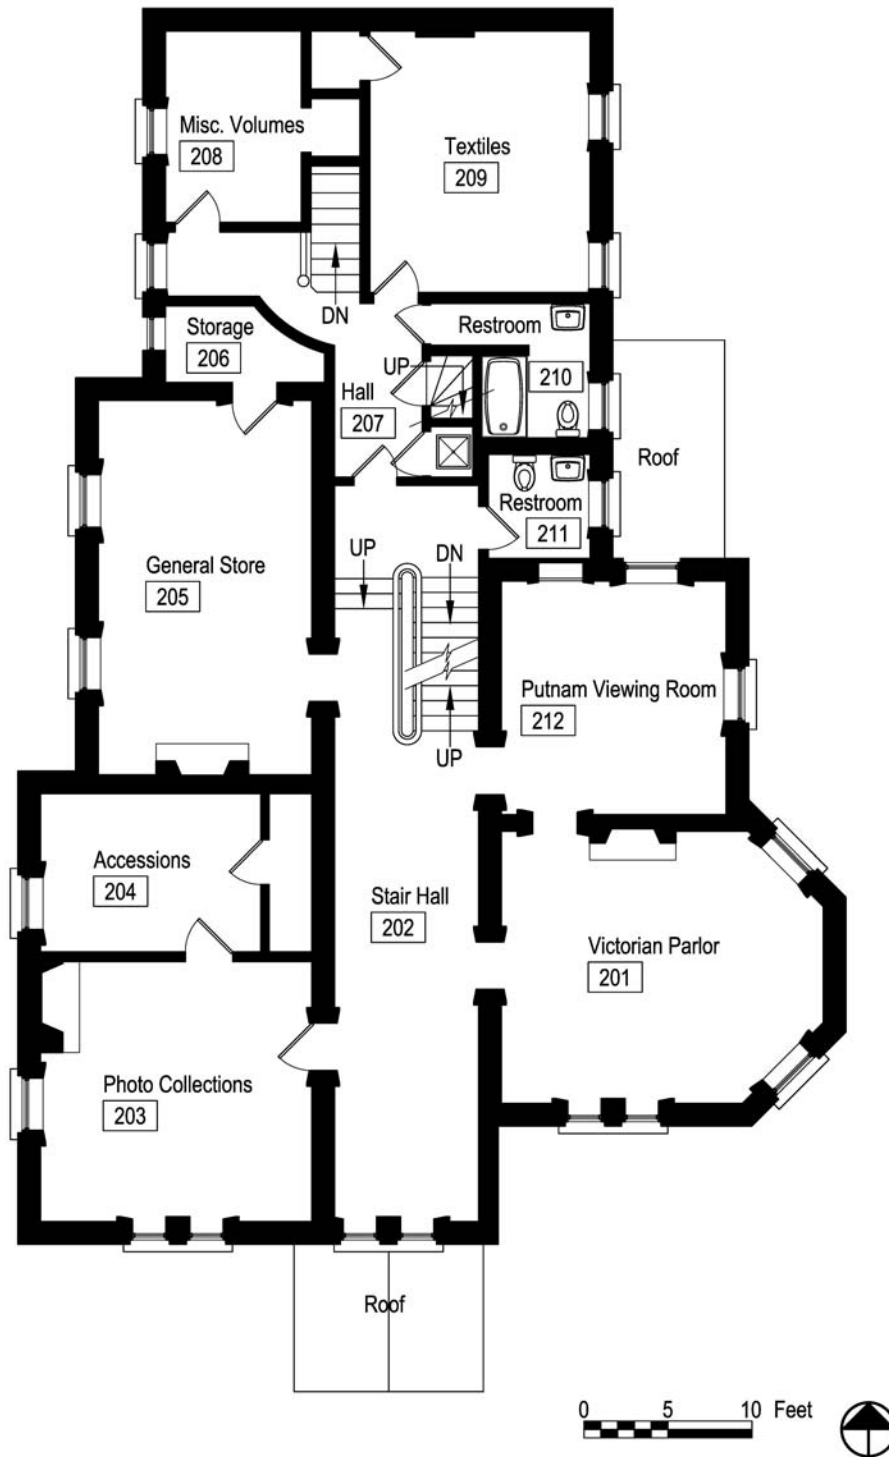 Misc. Volumes
208
Textiles
209
DN
Storage
206
Restroom
210
UP
Hall
207
Roof
Restroom
211
UP
DN
General Store
205
Putnam Viewing Room
212
UP
Accessions
204
Stair Hall
202
Victorian Parlor
201
Photo Collections
203
Roof
0 5 10 Feet